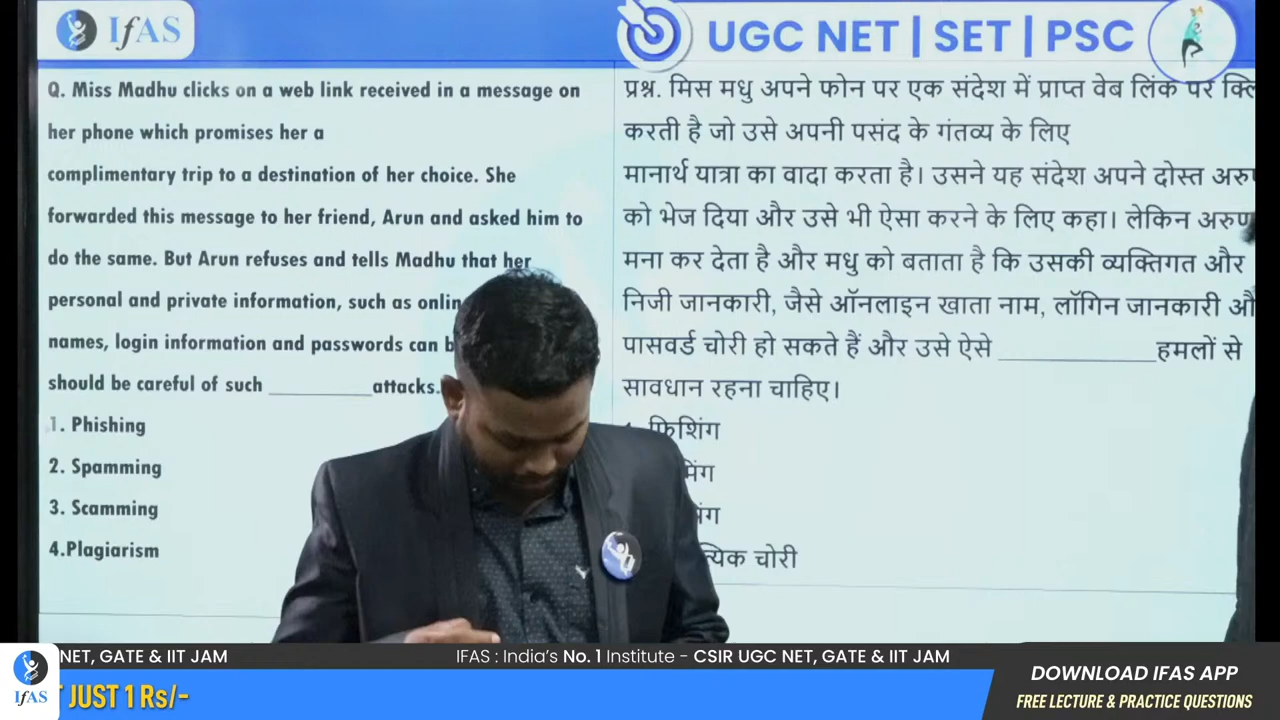 IfAS
UGC NET | SET | PSC
Q. Miss Madhu clicks on a web link received in a message on
her phone which promises her a
complimentary trip to a destination of her choice. She
forwarded this message to her friend, Arun and asked him to
do the same. But Arun refuses and tells Madhu that her
personal and private information, such as
names, login information and passwords can
should be careful of such __________ attacks.
1. Phishing
2. Spamming
3. Scamming
4.Plagiarism
प्रश्न. मिस मधु अपने फोन पर एक संदेश में प्राप्त वेब लिंक पर
करती है जो उसे अपनी पसंद के गंतव्य के लिए
मानार्थ यात्रा का वादा करता है। उसने यह संदेश अपने दोस्त
को भेज दिया और उसे भी ऐसा करने के लिए कहा। लेकिन अरुण
मना कर देता है और मधु को बताता है कि उसकी व्यक्तिगत और
निजी जानकारी, जैसे ऑनलाइन खाता नाम, लॉगिन जानकारी
पासवर्ड चोरी हो सकते हैं और उसे ऐसे ______________ हमलों से
सावधान रहना चाहिए।
फ़िशिंग
चोरी
NET, GATE & IIT JAM
IFAS : India's No. 1 Institute - CSIR UGC NET, GATE & IIT JAM
IfAS
JUST 1 Rs/-
DOWNLOAD IFAS APP
FREE LECTURE & PRACTICE QUESTIONS